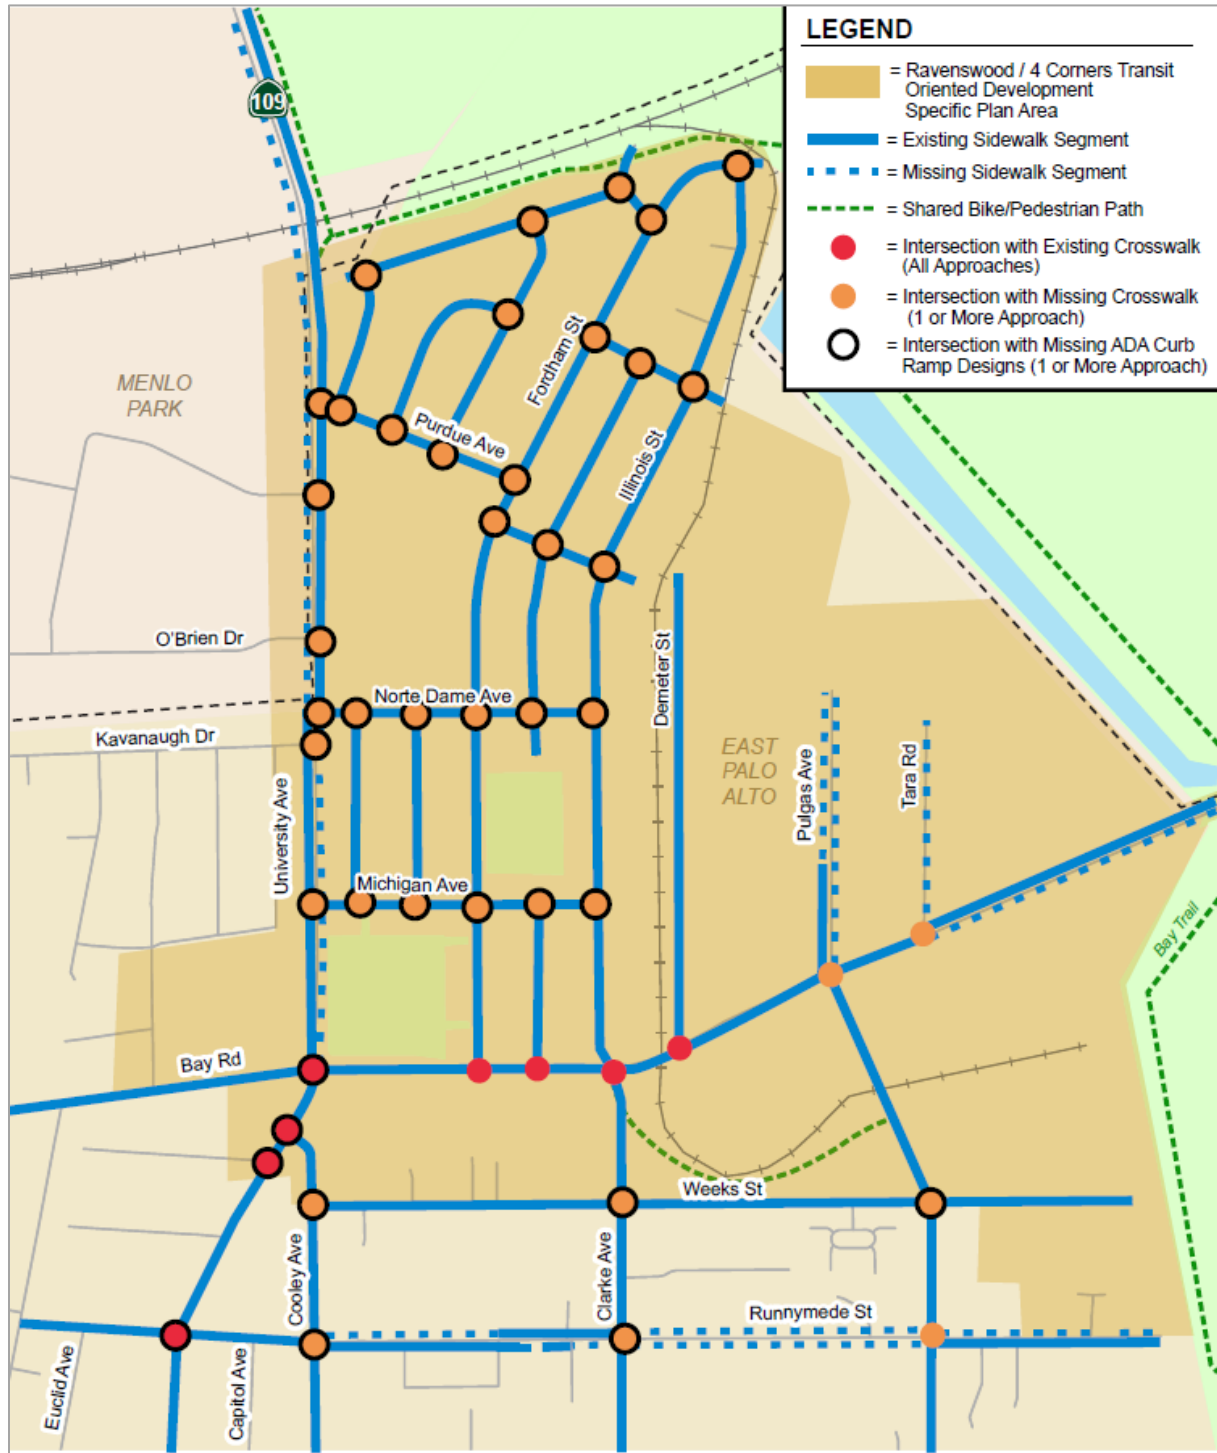 LEGEND
= Ravenswood / 4 Corners Transit
Oriented Development
Specific Plan Area
= Existing Sidewalk Segment
= Missing Sidewalk Segment
= Shared Bike/Pedestrian Path
= Intersection with Existing Crosswalk
(All Approaches)
= Intersection with Missing Crosswalk
(1 or More Approach)
= Intersection with Missing ADA Curb
Ramp Designs (1 or More Approach)
109
MENLO
PARK
Fordham St
Purdue Ave
Illinois St
O'Brien Dr
Norte Dame Ave
Demeter St
Kavanaugh Dr
EAST
PALO
ALTO
Pulgas Ave
Tara Rd
University Ave
Michigan Ave
Bay Trail
Bay Rd
Weeks St
Cooley Ave
Clarke Ave
Runnymede St
Euclid Ave
Capitol Ave